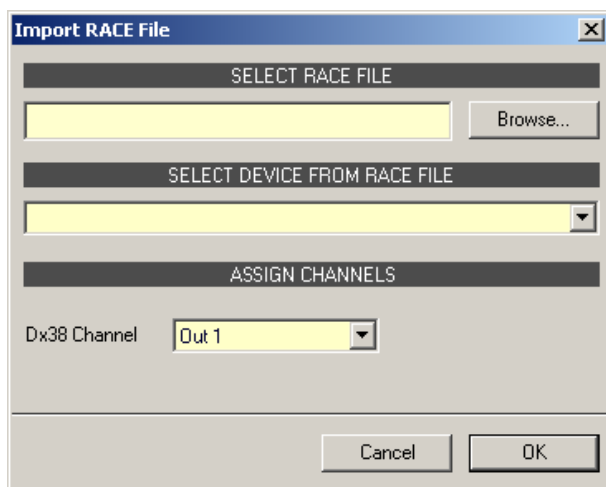 Import RACE File
SELECT RACE FILE
Browse...
SELECT DEVICE FROM RACE FILE
ASSIGN CHANNELS
Dx38 Channel Out 1
Cancel OK